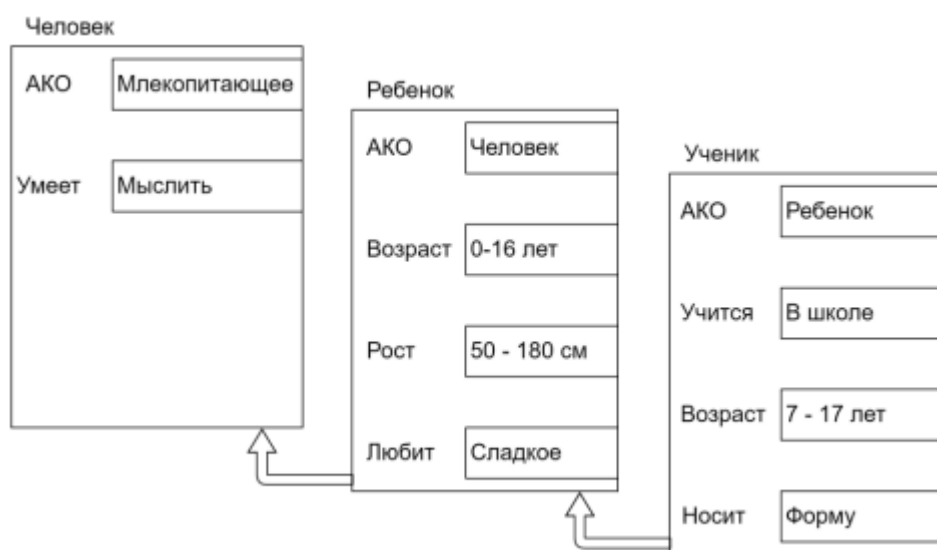 Человек
АКО Млекопитающее
Умеет Мыслить
Ребенок
АКО Человек
Возраст 0-16 лет
Рост 50 - 180 см
Любит Сладкое
Ученик
АКО Ребенок
Учится В школе
Возраст 7 - 17 лет
Носит Форму